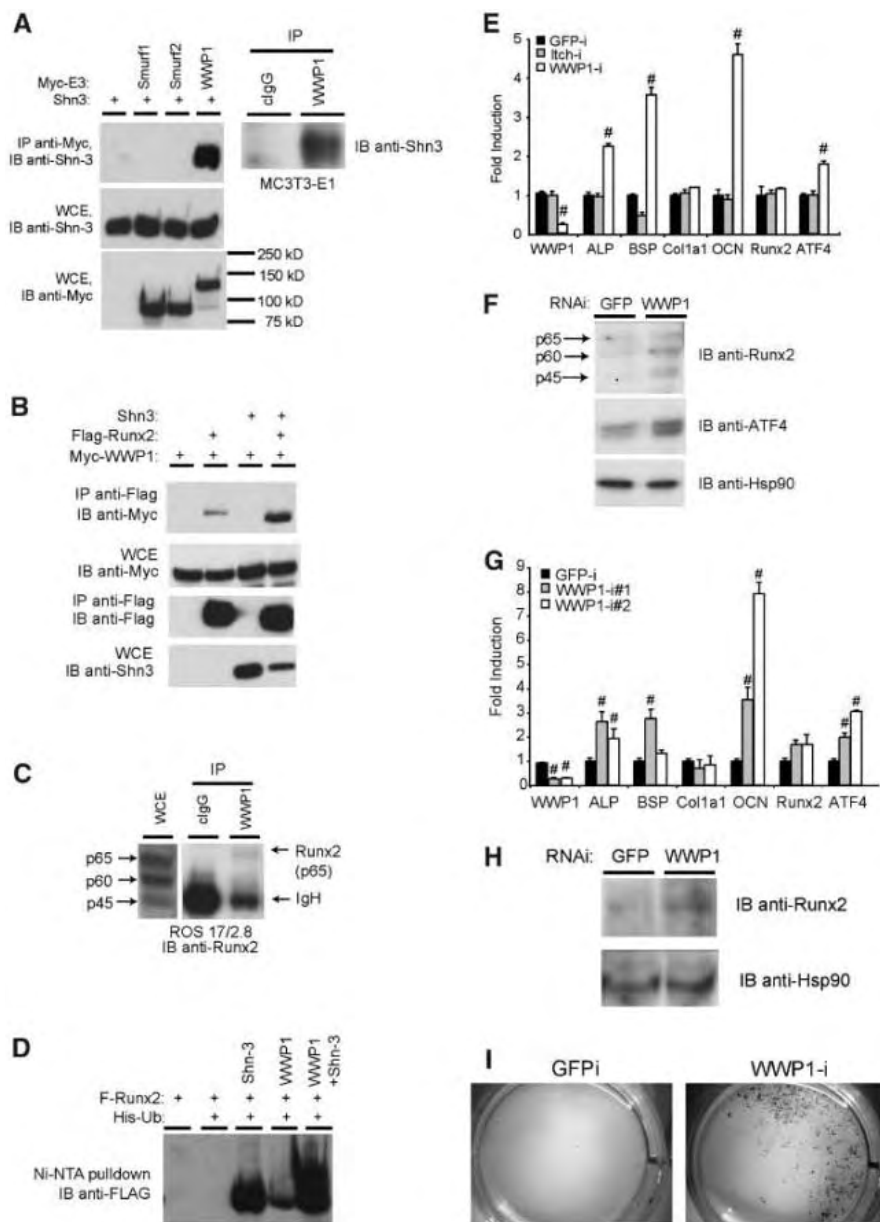 A
Myc-E3:
Smurf1
Smurf2
WWP1
Shn3: + + + +
IP anti-Myc,
IB anti-Shn-3
WCE,
IB anti-Shn-3
WCE,
IB anti-Myc
250 kD
150 kD
100 kD
75 kD
IP
cIgG
WWP1
IB anti-Shn3
MC3T3-E1
B
Shn3: + +
Flag-Runx2: + +
Myc-WWP1: + + + +
IP anti-Flag
IB anti-Myc
WCE
IB anti-Myc
IP anti-Flag
IB anti-Flag
WCE
IB anti-Shn3
C
WCE
IP
cIgG
WWP1
p65
p60
p45
Runx2
(p65)
IgH
ROS 17/2.8
IB anti-Runx2
D
Shn-3
WWP1
WWP1
+Shn-3
F-Runx2: + + + + +
His-Ub: + + + +
Ni-NTA pulldown
IB anti-FLAG
E
GFP-i
Itch-i
WWP1-i
Fold Induction
5
4
3
2
1
0
# # # # #
WWP1 ALP BSP Col1a1 OCN Runx2 ATF4
F
RNAi: GFP WWP1
p65
p60
p45
IB anti-Runx2
IB anti-ATF4
IB anti-Hsp90
G
GFP-i
WWP1-i#1
WWP1-i#2
Fold Induction
9
8
7
6
5
4
3
2
1
0
# # # # # # # # #
WWP1 ALP BSP Col1a1 OCN Runx2 ATF4
H
RNAi: GFP WWP1
IB anti-Runx2
IB anti-Hsp90
I
GFPi
WWP1-i